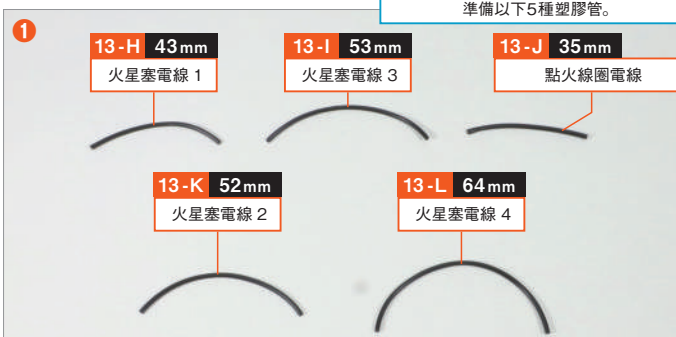 準備以下5種塑膠管。
1
13-H 43mm
火星塞電線 1
13-I 53mm
火星塞電線 3
13-J 35mm
點火線圈電線
13-K 52mm
火星塞電線 2
13-L 64mm
火星塞電線 4